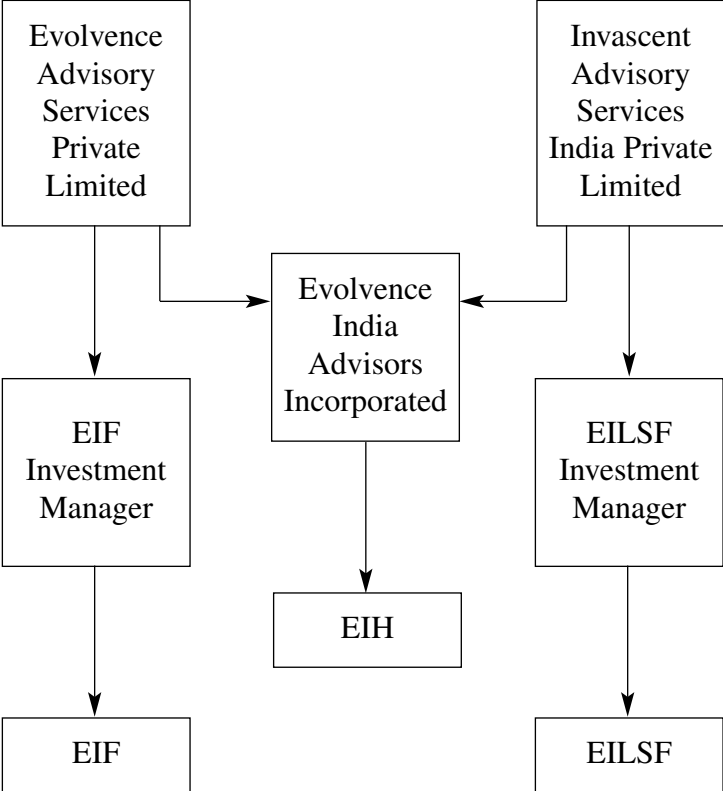 Evolvence
Advisory
Services
Private
Limited
Invascent
Advisory
Services
India Private
Limited
Evolvence
India
Advisors
Incorporated
EIF
Investment
Manager
EILSF
Investment
Manager
EIH
EIF
EILSF